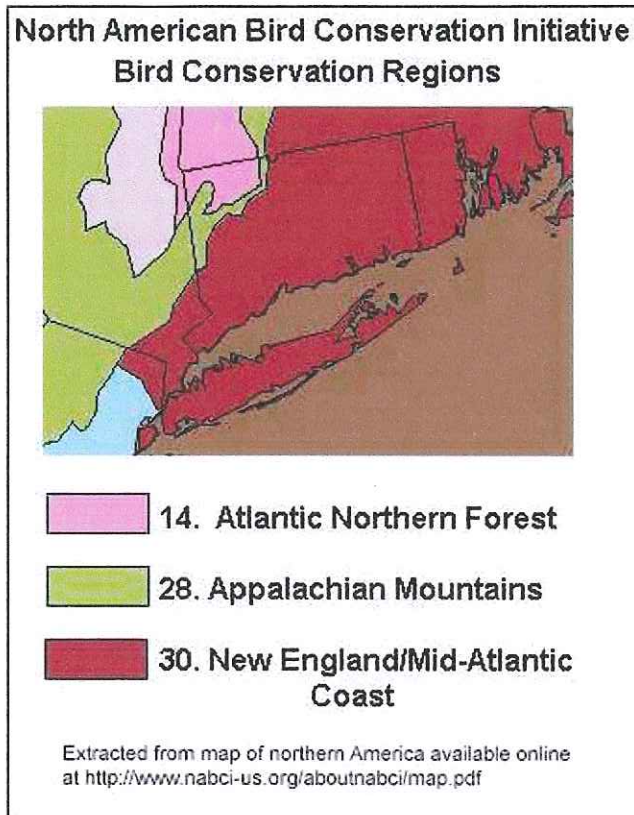 North American Bird Conservation Initiative
Bird Conservation Regions
14. Atlantic Northern Forest
28. Appalachian Mountains
30. New England/Mid-Atlantic
Coast
Extracted from map of northern America available online
at http://www.nabci-us.org/aboutnabci/map.pdf